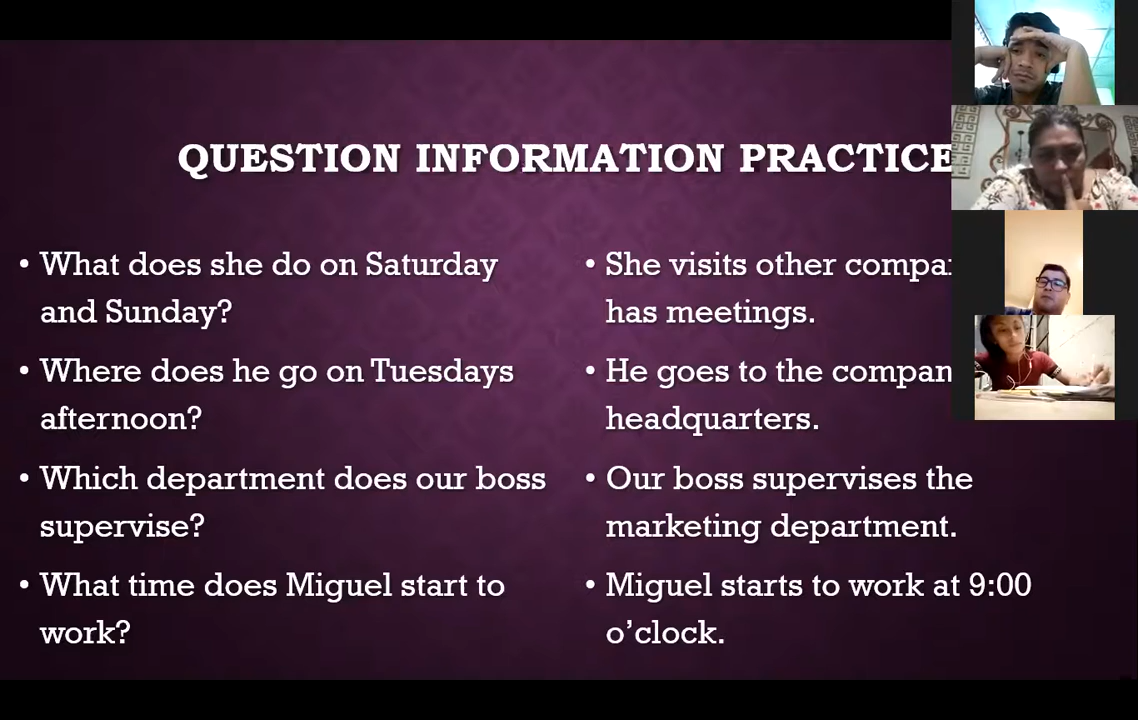 QUESTION INFORMATION PRACTICE
• What does she do on Saturday
and Sunday?
• Where does he go on Tuesdays
afternoon?
• Which department does our boss
supervise?
• What time does Miguel start to
work?
• She visits other
has meetings.
• He goes to the
headquarters.
• Our boss supervises the
marketing department.
• Miguel starts to work at 9:00
o’clock.